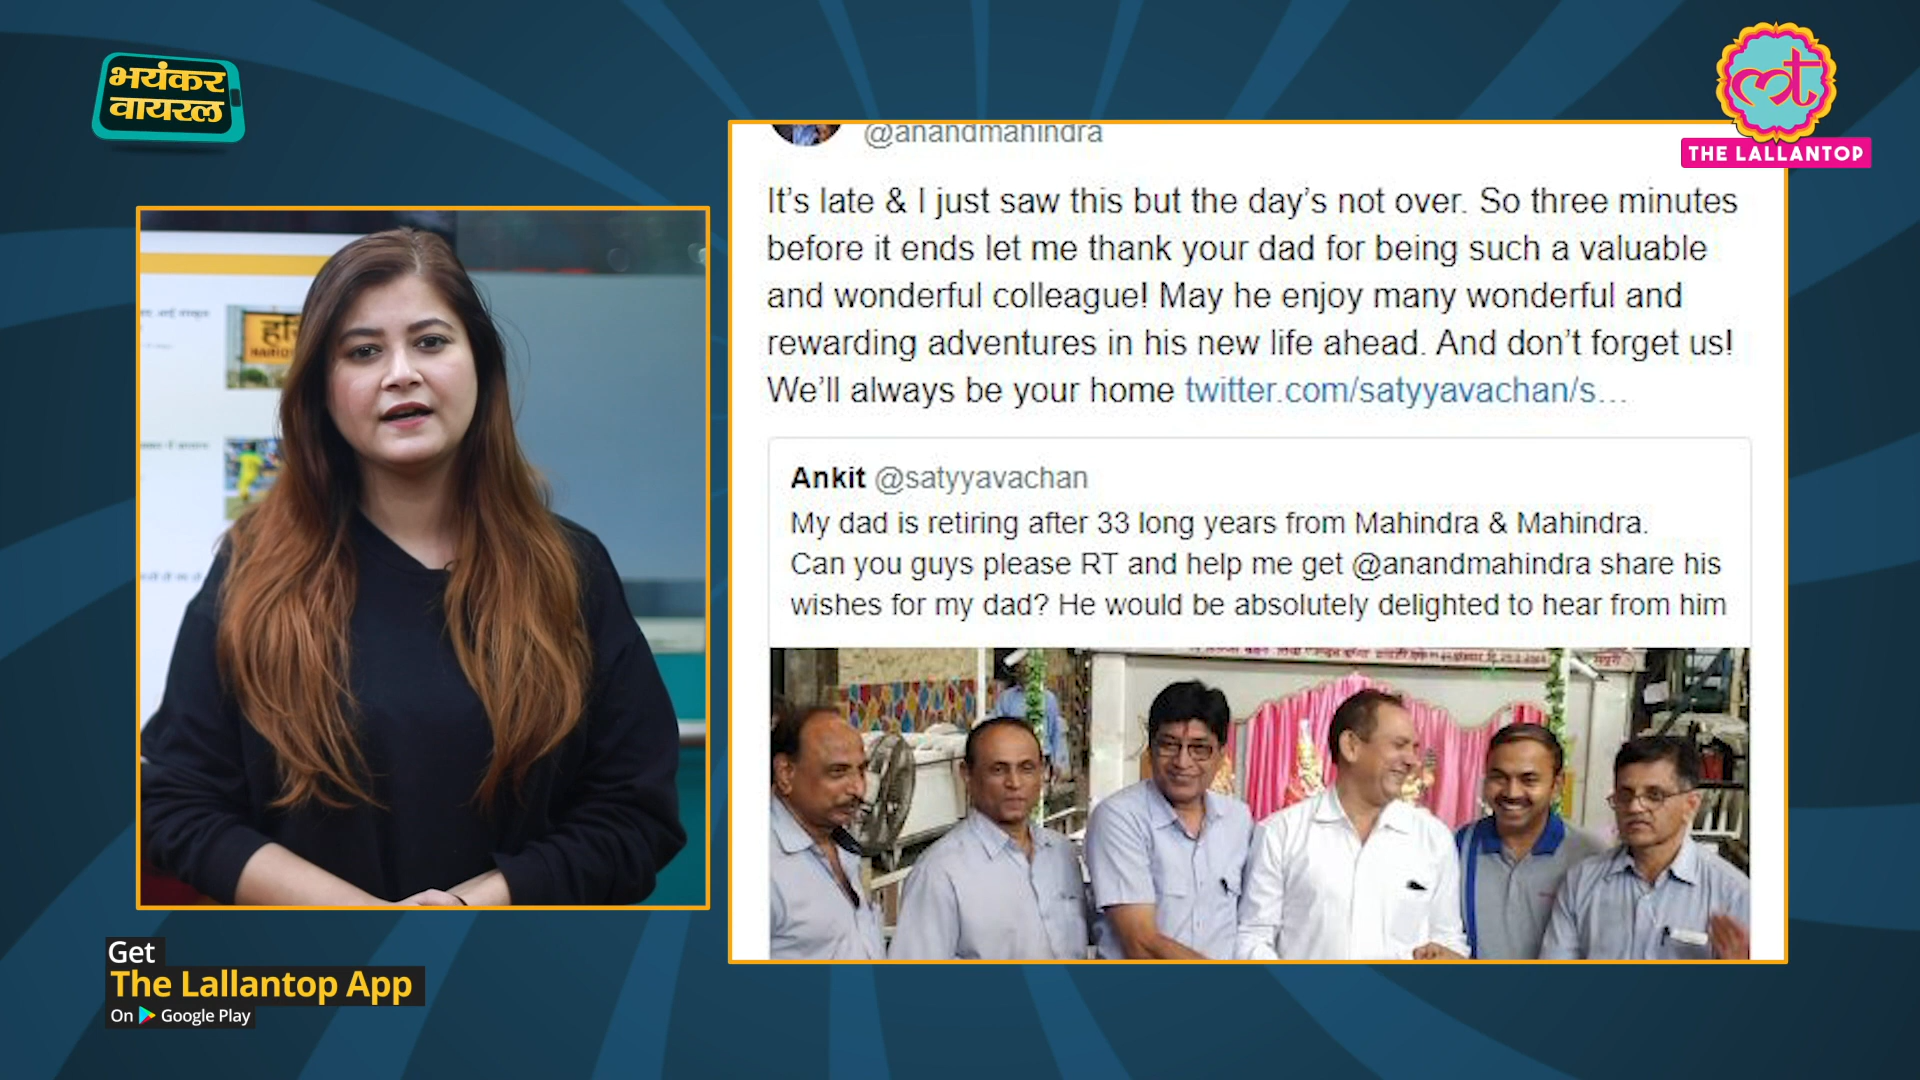 भयंकर
वायरल
THE LALLANTOP
@anandmahindra
It’s late & I just saw this but the day’s not over. So three minutes
before it ends let me thank your dad for being such a valuable
and wonderful colleague! May he enjoy many wonderful and
rewarding adventures in his new life ahead. And don’t forget us!
We’ll always be your home twitter.com/satyyavachan/s…
Ankit @satyyavachan
My dad is retiring after 33 long years from Mahindra & Mahindra.
Can you guys please RT and help me get @anandmahindra share his
wishes for my dad? He would be absolutely delighted to hear from him
Get
The Lallantop App
On Google Play